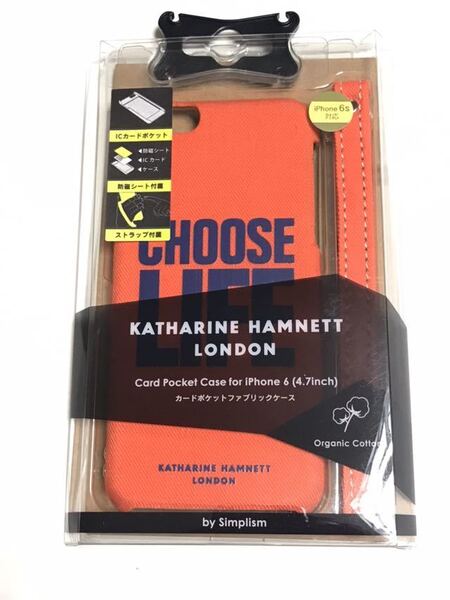 iPhone 6s
対応
ICカードポケット
防磁シート
ICカード
ケース
防磁シート付属
ストラップ付属
CHOOSE
LIFE
KATHARINE HAMNETT
LONDON
Card Pocket Case for iPhone 6 (4.7inch)
カードポケットファブリックケース
Organic Cotton
KATHARINE HAMNETT
LONDON
by Simplism